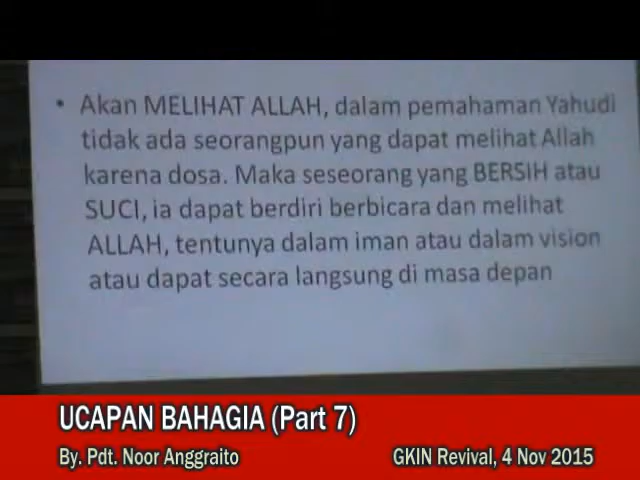 • Akan MELIHAT ALLAH, dalam pemahaman Yahudi
tidak ada seorangpun yang dapat melihat Allah
karena dosa. Maka seseorang yang BERSIH atau
SUCI, ia dapat berdiri berbicara dan melihat
ALLAH, tentunya dalam iman atau dalam vision
atau dapat secara langsung di masa depan
UCAPAN BAHAGIA (Part 7)
By. Pdt. Noor Anggraito
GKIN Revival, 4 Nov 2015